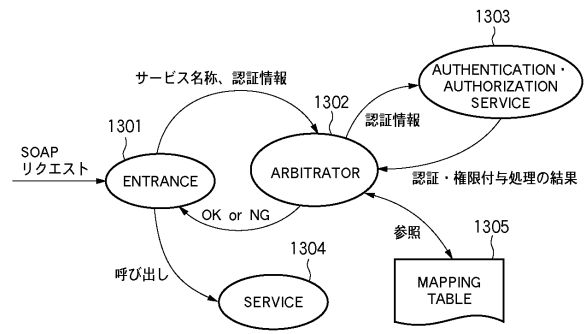 1303
サービス名称、認証情報
AUTHENTICATION・
AUTHORIZATION
SERVICE
1302
1301
認証情報
SOAP
リクエスト
ENTRANCE
ARBITRATOR
認証・権限付与処理の結果
OK or NG
1304
参照
1305
呼び出し
SERVICE
MAPPING
TABLE